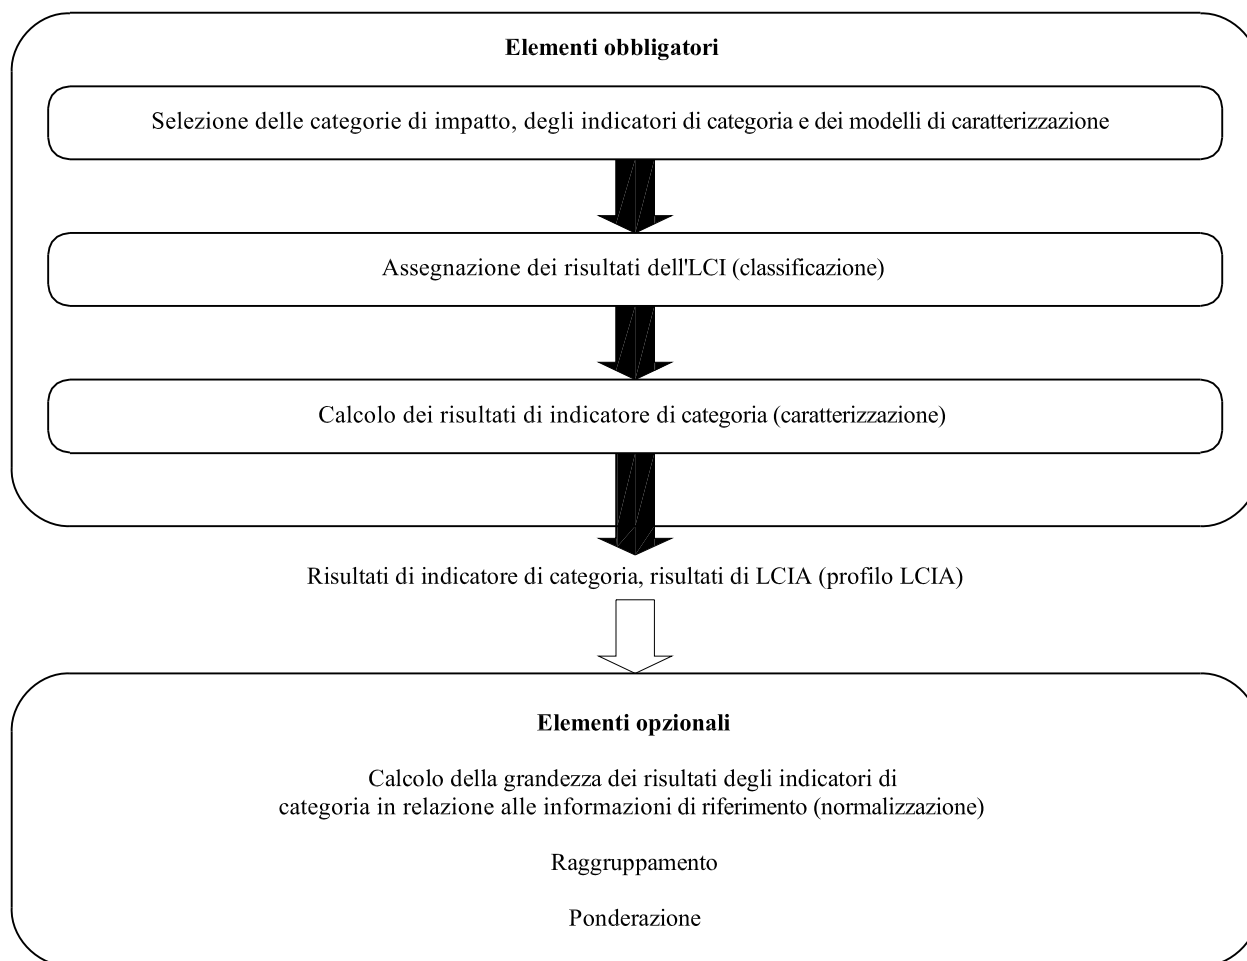 Elementi obbligatori
Selezione delle categorie di impatto, degli indicatori di categoria e dei modelli di caratterizzazione
Assegnazione dei risultati dell'LCI (classificazione)
Calcolo dei risultati di indicatore di categoria (caratterizzazione)
Risultati di indicatore di categoria, risultati di LCIA (profilo LCIA)
Elementi opzionali
Calcolo della grandezza dei risultati degli indicatori di
categoria in relazione alle informazioni di riferimento (normalizzazione)
Raggruppamento
Ponderazione